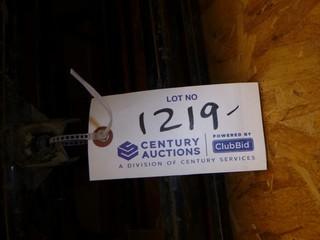 LOT NO
1219-
CENTURY AUCTIONS
POWERED BY
ClubBid
A DIVISION OF CENTURY SERVICES